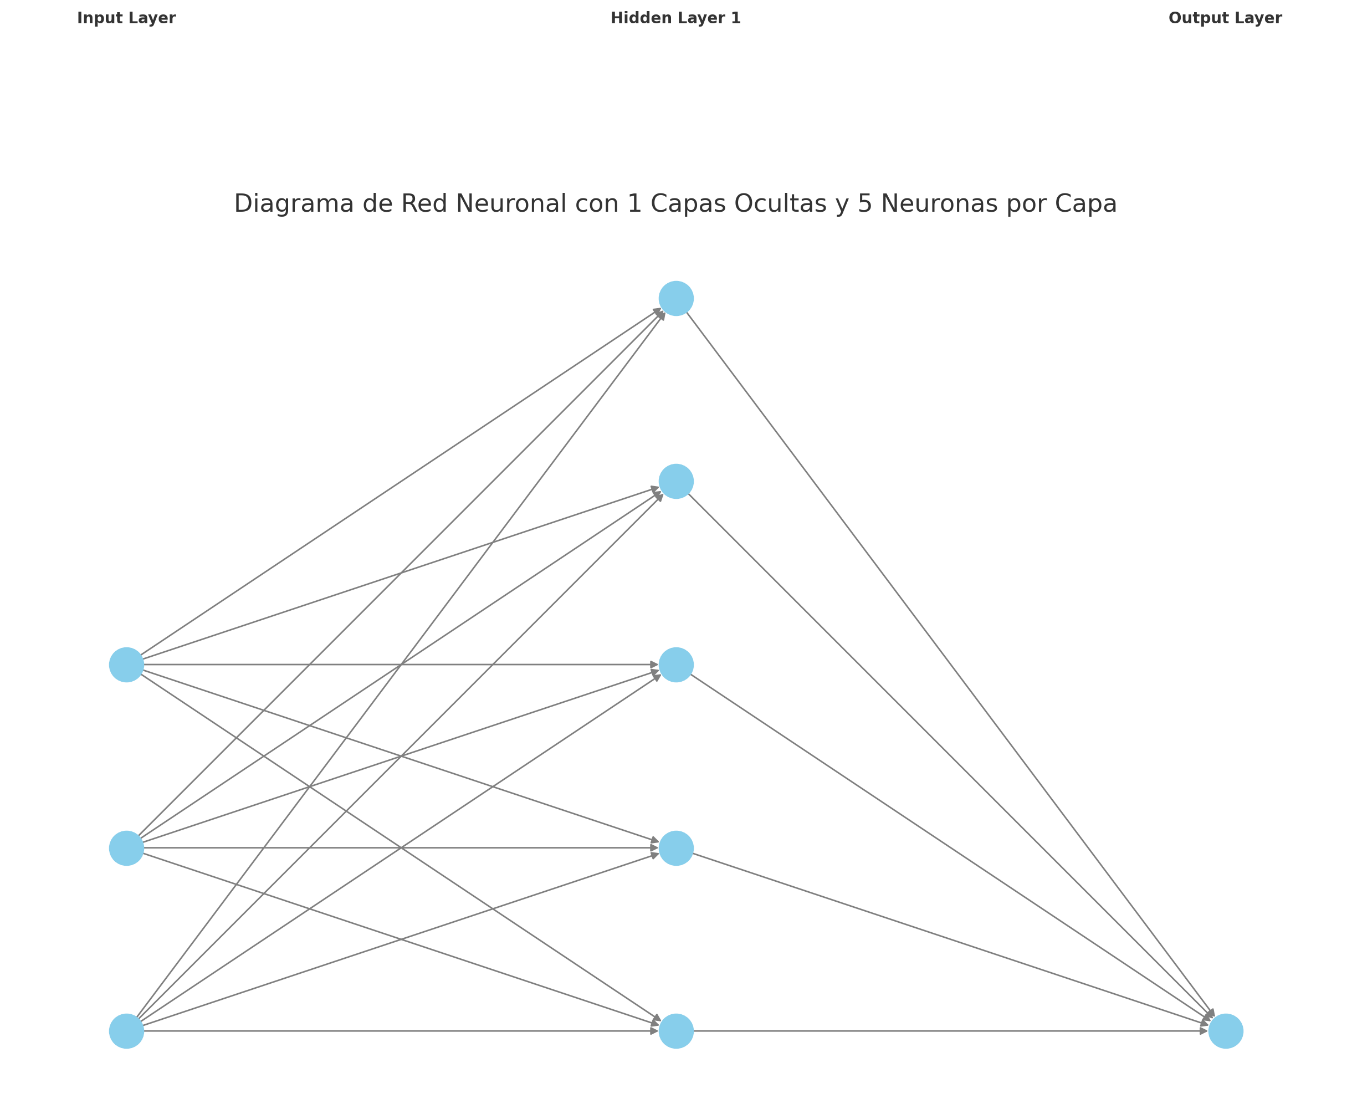 Input Layer
Hidden Layer 1
Output Layer
Diagrama de Red Neuronal con 1 Capas Ocultas y 5 Neuronas por Capa